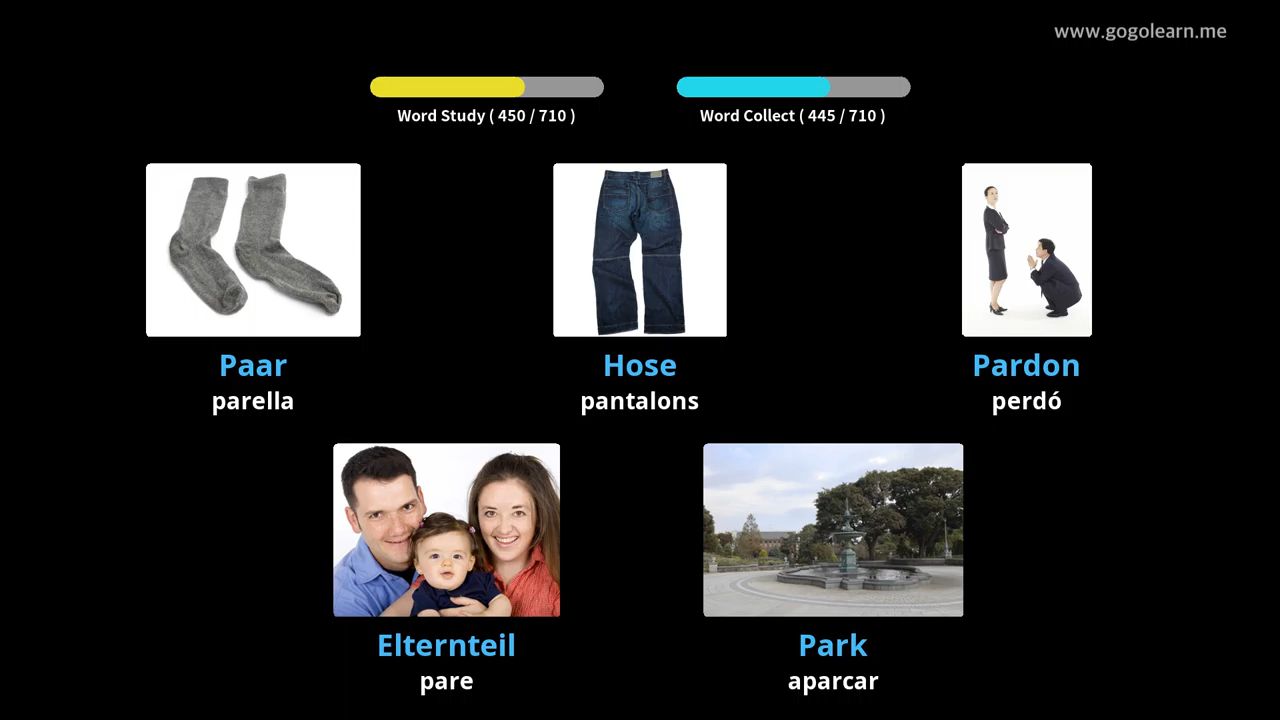 www.gogolearn.me
Word Study ( 450 / 710 )
Word Collect ( 445 / 710 )
Paar
parella
Hose
pantalons
Pardon
perdó
Elternteil
pare
Park
aparcar